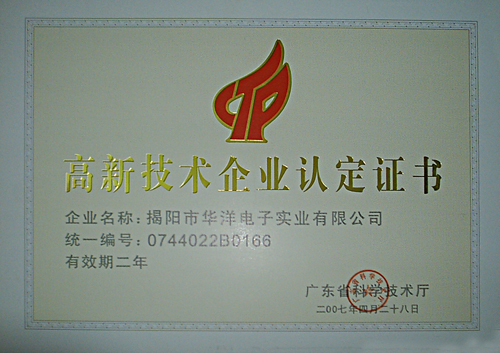 高新技术企业认定证书
企业名称：揭阳市华洋电子实业有限公司
统一编号：0744022B0166
有效期二年
广东省科学技术厅
二00七年四月二十八日